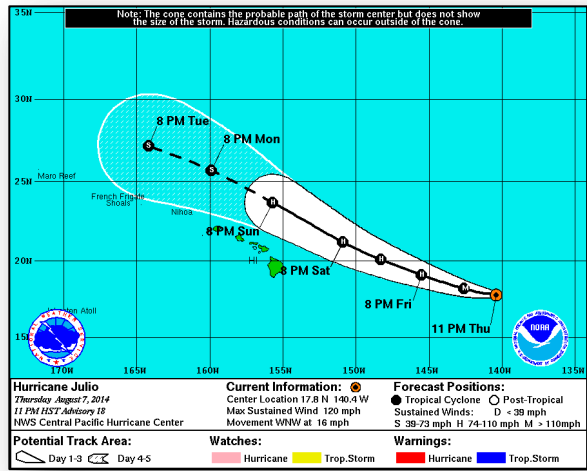 Note: The cone contains the probable path of the storm center but does not show
the size of the storm. Hazardous conditions can occur outside of the cone.
35N
30N
25N
20N
15N
170W
165W
160W
155W
150W
145W
140W
135W
8 PM Tue
8 PM Mon
8 PM Sun
8 PM Sat
8 PM Fri
11 PM Thu
S
S
H
H
H
H
M
Maro Reef
French Frigate
Shoals
Nihoa
HI
Atoll
NOAA
Hurricane Julio
Thursday August 7, 2014
11 PM HST Advisory 18
NWS Central Pacific Hurricane Center
Current Information:
Center Location 17.8 N 140.4 W
Max Sustained Wind 120 mph
Movement WNW at 16 mph
Forecast Positions:
Tropical Cyclone Post-Tropical
Sustained Winds: D < 39 mph
S 39-73 mph H 74-110 mph M > 110mph
Potential Track Area:
Day 1-3 Day 4-5
Watches:
Hurricane Trop.Storm
Warnings:
Hurricane Trop.Storm